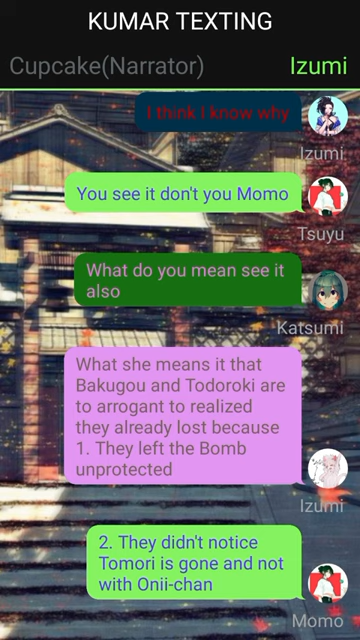 KUMAR TEXTING
Cupcake(Narrator) Izumi
I think I know why
Izumi
You see it don't you Momo
Tsuyu
What do you mean see it
also
Katsumi
What she means it that
Bakugou and Todoroki are
to arrogant to realized
they already lost because
1. They left the Bomb
unprotected
Izumi
2. They didn't notice
Tomori is gone and not
with Onii-chan
Momo